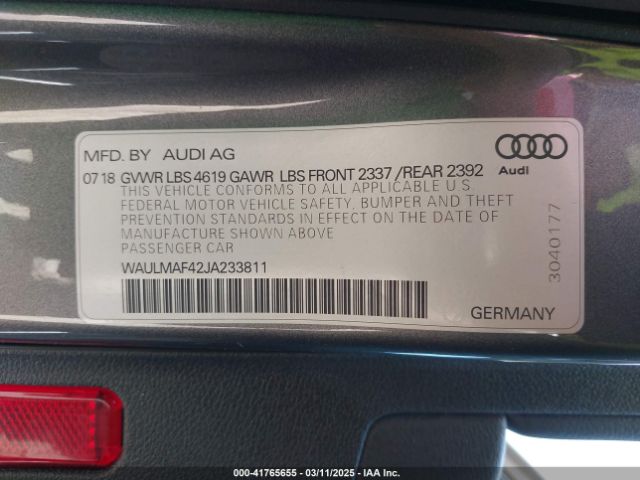 MFD. BY AUDI AG
Audi
07 18 GVWR LBS 4619 GAWR LBS FRONT 2337 /REAR 2392
THIS VEHICLE CONFORMS TO ALL APPLICABLE U.S.
FEDERAL MOTOR VEHICLE SAFETY, BUMPER AND THEFT
PREVENTION STANDARDS IN EFFECT ON THE DATE OF
MANUFACTURE SHOWN ABOVE
PASSENGER CAR
WAULMAF42JA233811
3040177
GERMANY
000-41765655 - 03/11/2025 - IAA Inc.